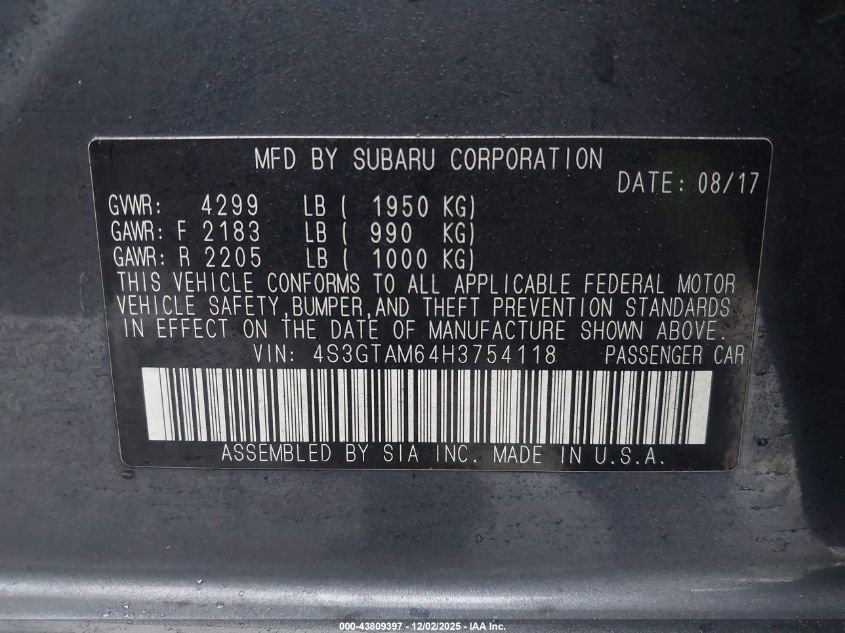 MFD BY SUBARU CORPORATION
DATE: 08/17
GVWR: 4299 LB ( 1950 KG)
GAWR: F 2183 LB ( 990 KG)
GAWR: R 2205 LB ( 1000 KG)
THIS VEHICLE CONFORMS TO ALL APPLICABLE FEDERAL MOTOR
VEHICLE SAFETY,BUMPER,AND THEFT PREVENTION STANDARDS
IN EFFECT ON THE DATE OF MANUFACTURE SHOWN ABOVE.
VIN: 4S3GTAM64H3754118 PASSENGER CAR
ASSEMBLED BY SIA INC. MADE IN U.S.A.
000-43809397 - 12/02/2025 - IAA Inc.